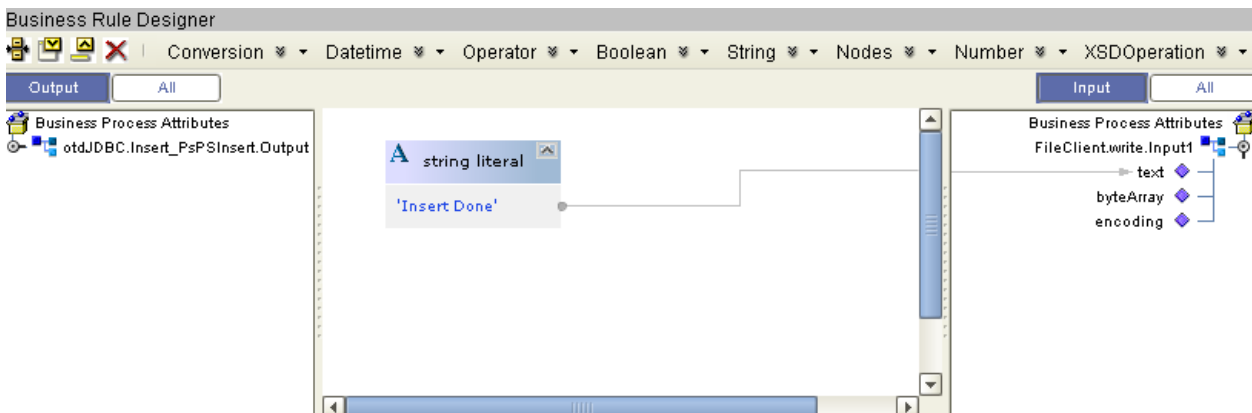 Business Rule Designer
Conversion Datetime Operator Boolean String Nodes Number XSDOperation
Output All Input All
Business Process Attributes
otdJDBC.Insert_PsPSInsert.Output
A string literal
'Insert Done'
Business Process Attributes
FileClient.write.Input1
text
byteArray
encoding